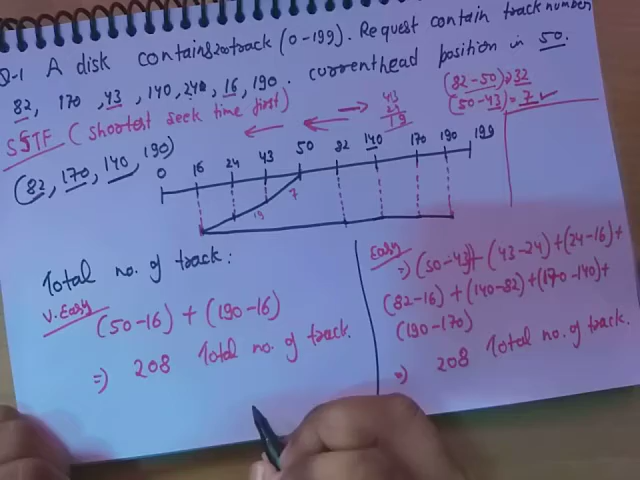 Q-1 A disk contains 200 track (0-199). Request contain track number
82, 170, 43, 140, 24, 16, 190. current head position in 50.
SSTF (shortest seek time first)
43
24
19
(82-50)=32
(50-43)=7 ✓
(82, 170, 140, 190)
0 16 24 43 50 82 140 170 190 199
19 7
Total no. of track:
V.Easy
(50-16) + (190-16)
=) 208 Total no. of track.
Easy
=) (50-43)+(43-24)+(24-16)+
(82-16)+(140-82)+(170-140)+
(190-170)
=) 208 Total no. of track.